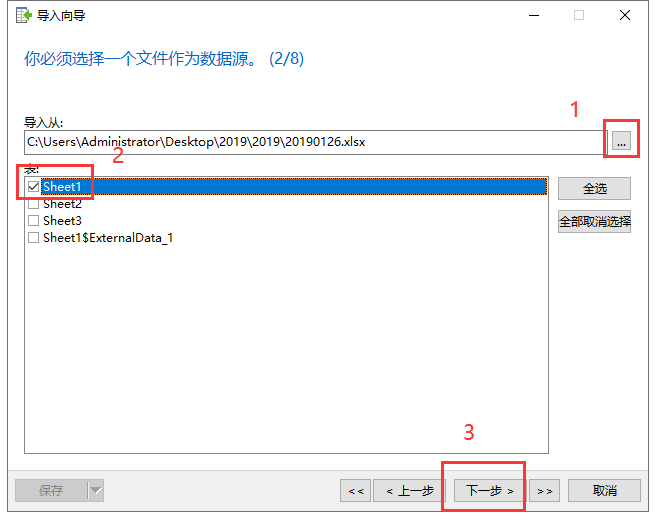 导入向导
你必须选择一个文件作为数据源。 (2/8)
1
导入从:
C:\Users\Administrator\Desktop\2019\2019\20190126.xlsx
...
2
表:
Sheet1
全选
Sheet2
Sheet3
全部取消选择
Sheet1$ExternalData_1
3
保存
<<
< 上一步
下一步 >
>>
取消